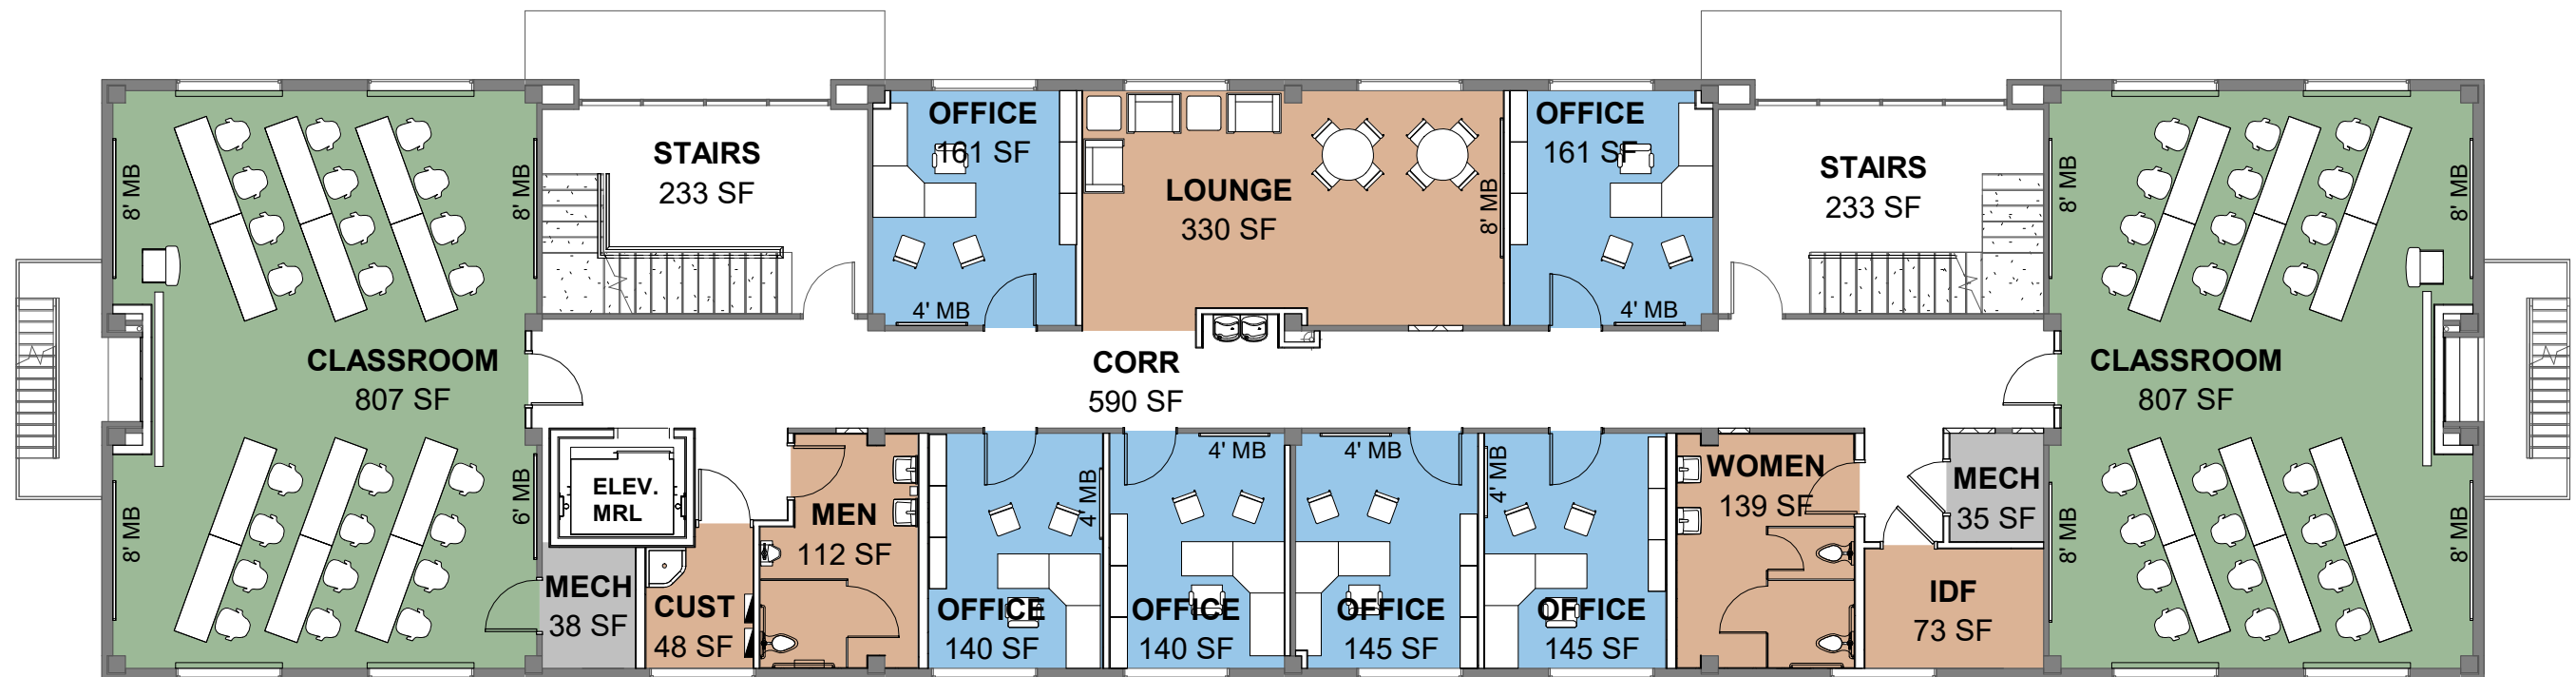 OFFICE
161 SF
OFFICE
161 SF
STAIRS
233 SF
STAIRS
233 SF
LOUNGE
330 SF
8' MB
8' MB
8' MB
8' MB
8' MB
4' MB
4' MB
CLASSROOM
807 SF
CORR
590 SF
CLASSROOM
807 SF
4' MB
4' MB
ELEV.
MRL
6' MB
8' MB
MEN
112 SF
4' MB
4' MB
WOMEN
139 SF
MECH
35 SF
8' MB
8' MB
MECH
38 SF
CUST
48 SF
OFFICE
140 SF
OFFICE
140 SF
OFFICE
145 SF
OFFICE
145 SF
IDF
73 SF